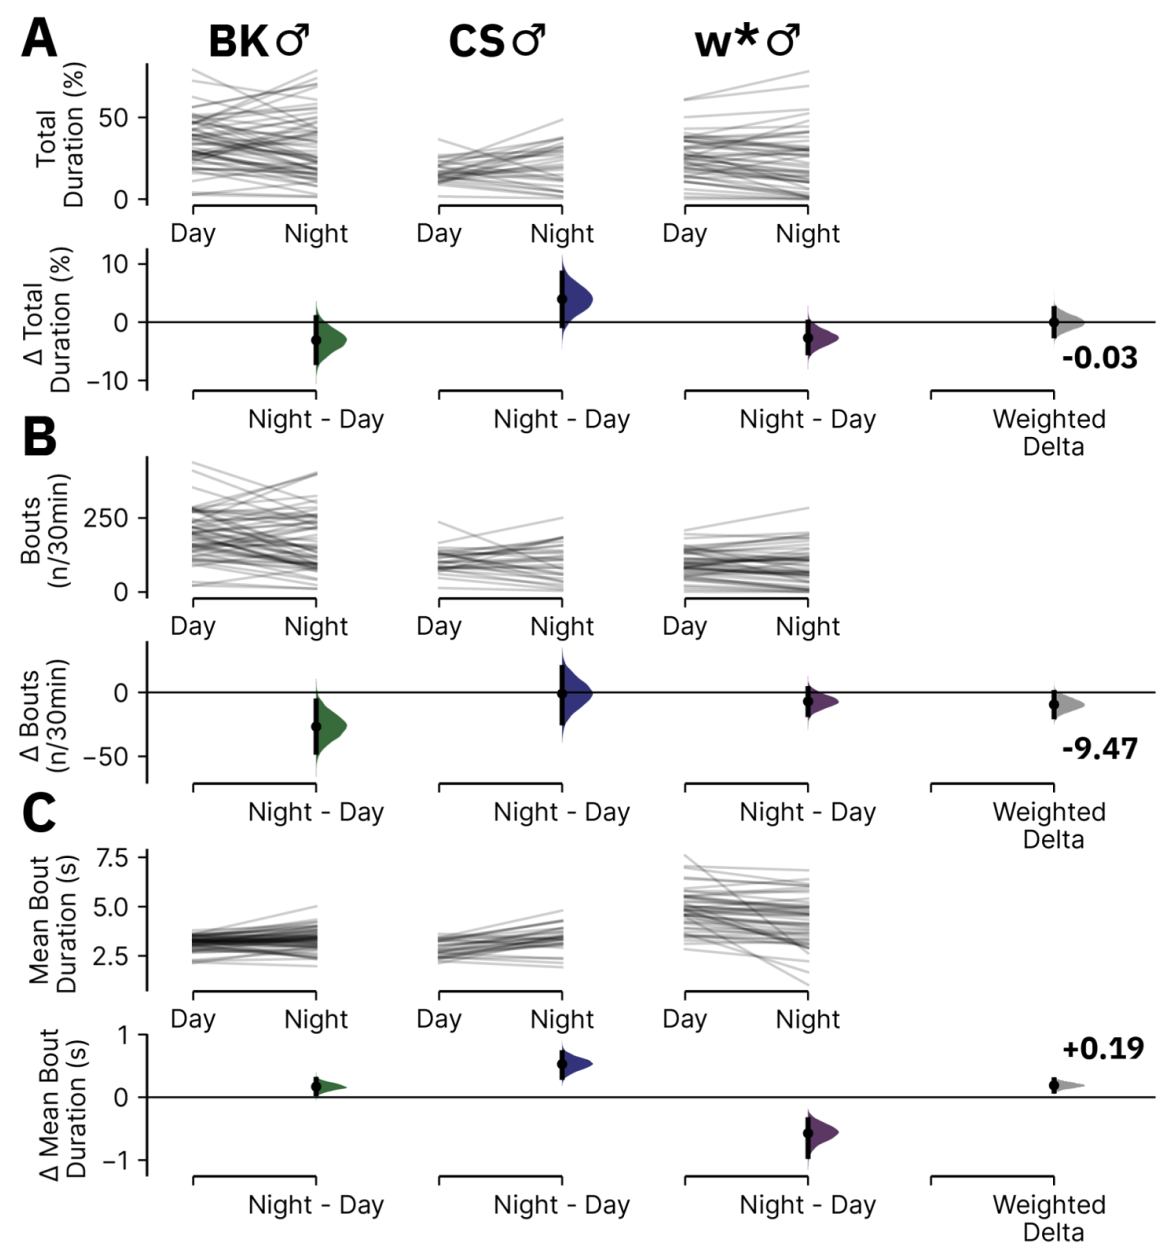 A
BK♂ CS♂ w*♂
Total
Duration (%)
50
0
Day Night Day Night Day Night
Δ Total
Duration (%)
10
0
−10
-0.03
Night - Day Night - Day Night - Day Weighted
Delta
B
Bouts
(n/30min)
250
0
Day Night Day Night Day Night
Δ Bouts
(n/30min)
0
−50
-9.47
Night - Day Night - Day Night - Day Weighted
Delta
C
Mean Bout
Duration (s)
7.5
5.0
2.5
Day Night Day Night Day Night
Δ Mean Bout
Duration (s)
1
0
−1
+0.19
Night - Day Night - Day Night - Day Weighted
Delta